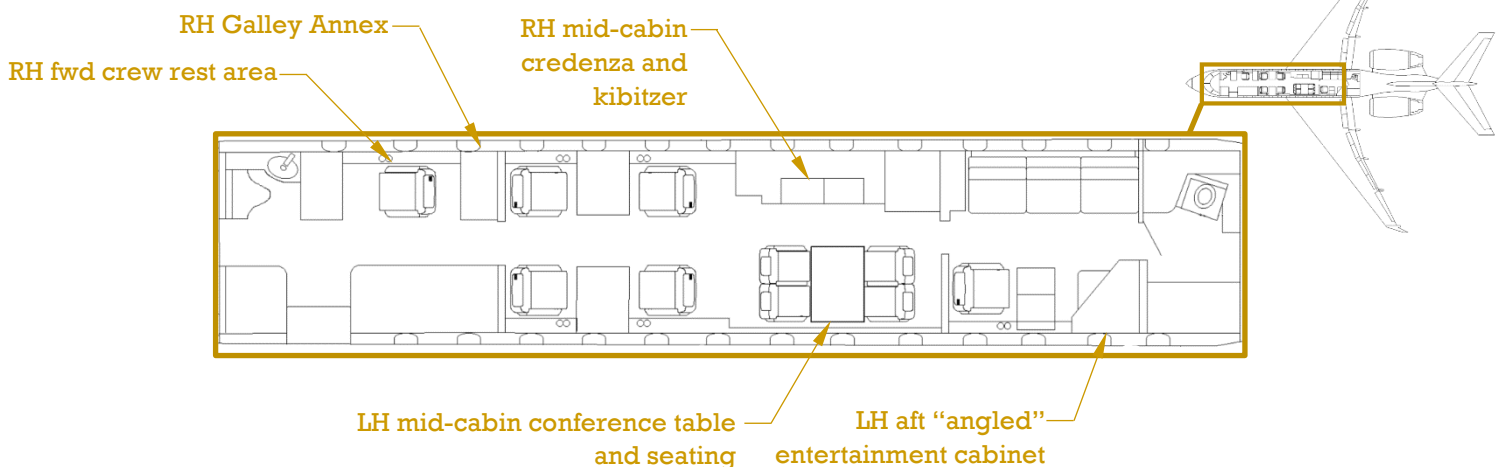 RH Galley Annex
RH fwd crew rest area
RH mid-cabin
credenza and
kibitzer
LH mid-cabin conference table
and seating
LH aft “angled”
entertainment cabinet